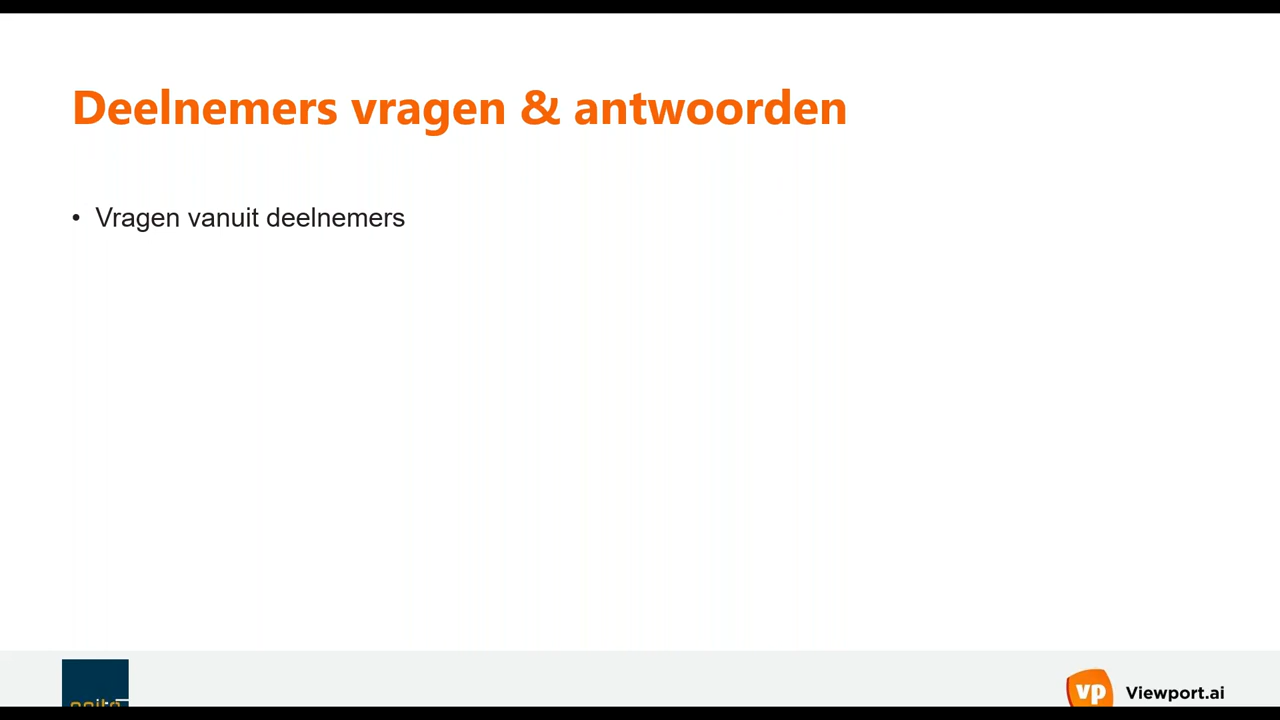 Deelnemers vragen & antwoorden
• Vragen vanuit deelnemers
vp Viewport.ai